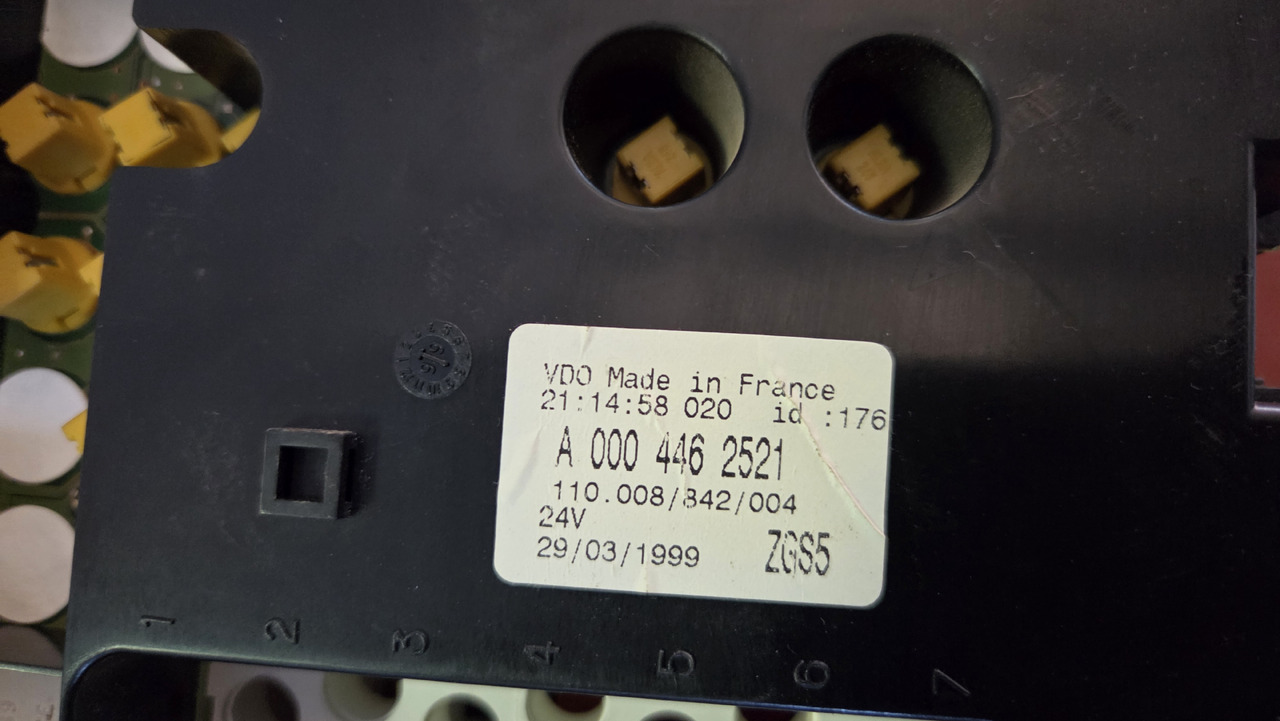 VDO Made in France
21:14:58 020 id :176
A 000 446 2521
110.008/842/004
24V
29/03/1999 ZGS5
1 2 3 4 5 6 7